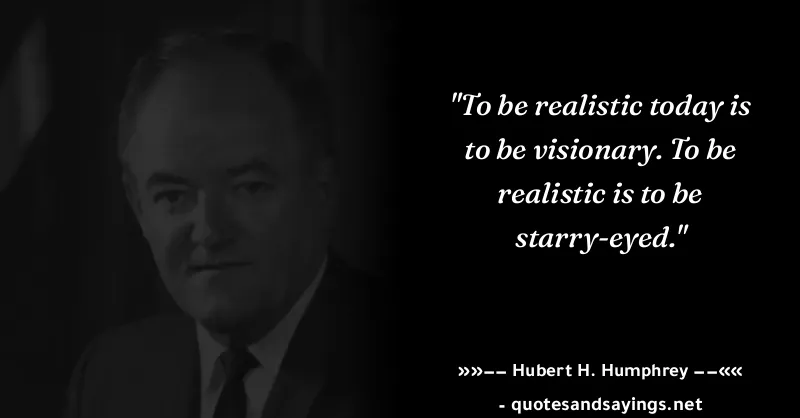 "To be realistic today is
to be visionary. To be
realistic is to be
starry-eyed."
»»−− Hubert H. Humphrey −−««
- quotesandsayings.net